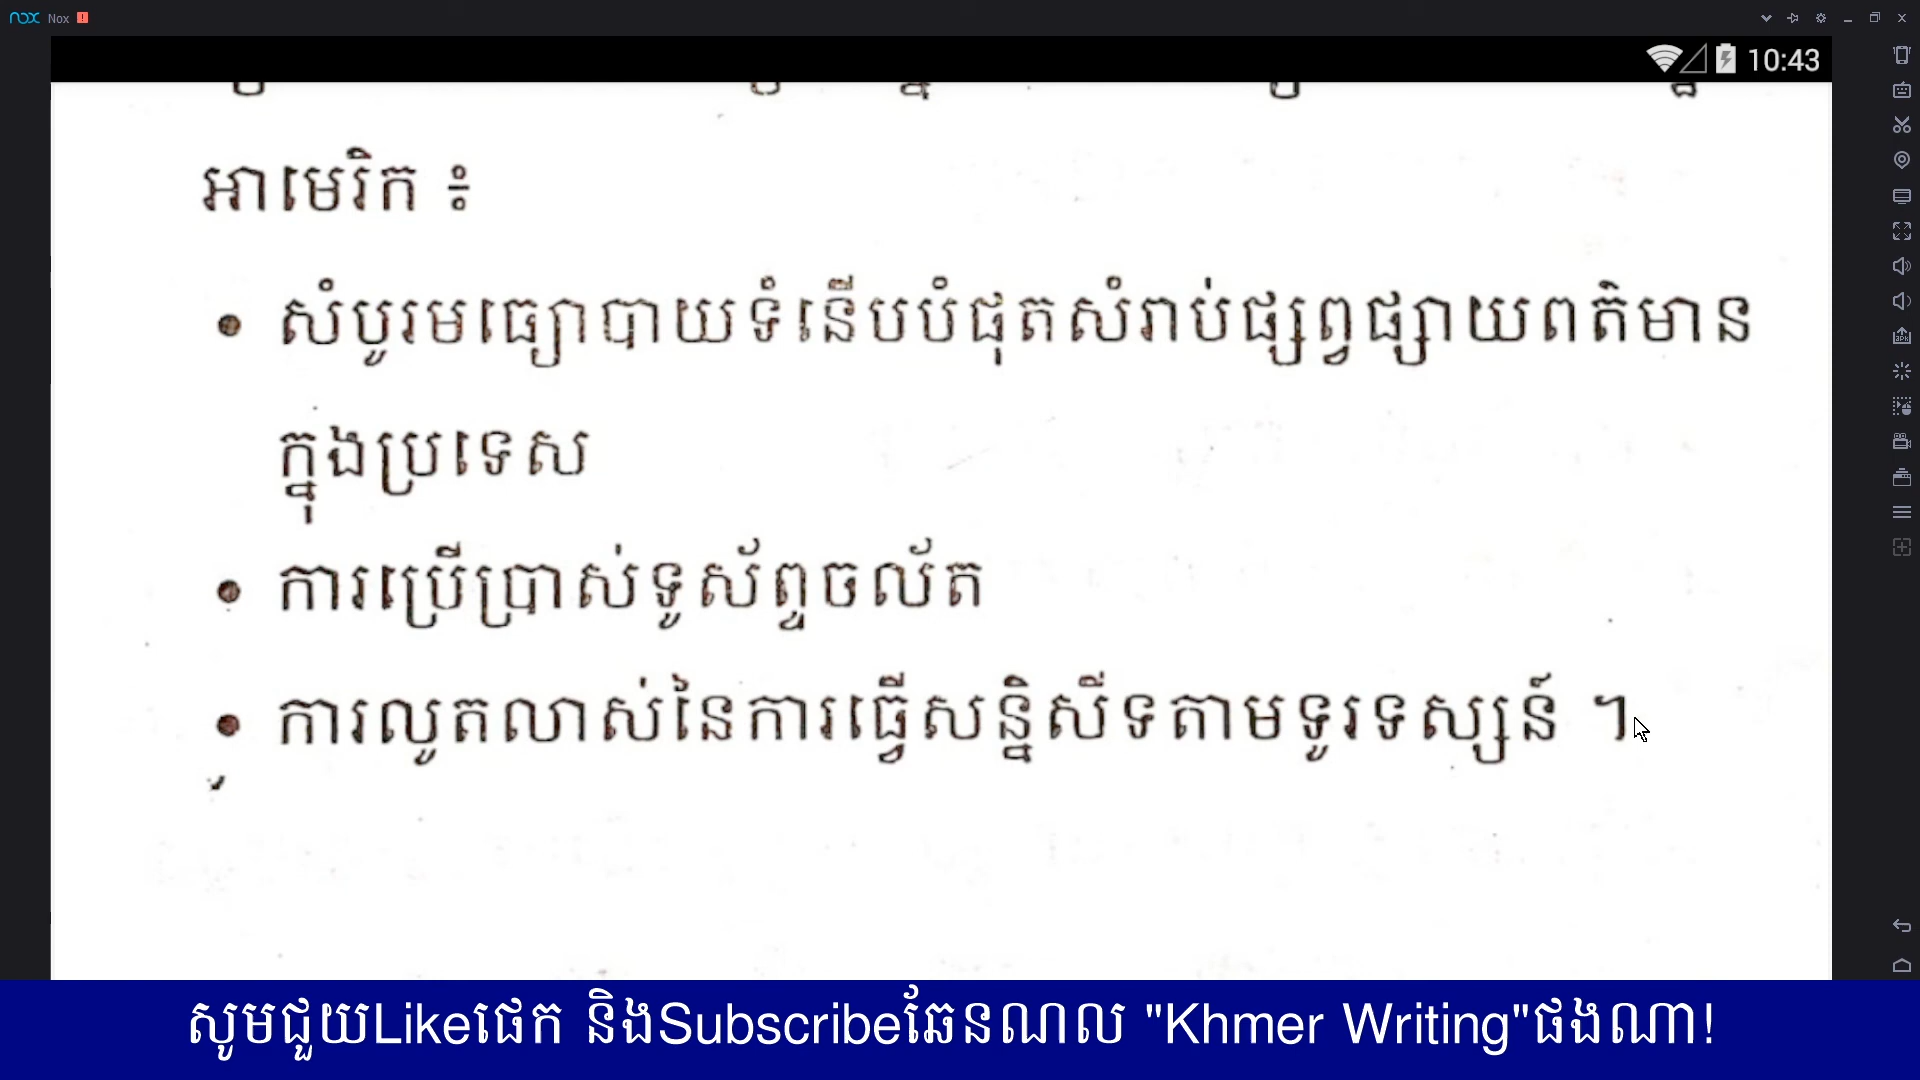 Nox
10:43
អាមេរិក ៖
• សំបូរមធ្យោបាយទំនើបបំផុតសំរាប់ផ្សព្វផ្សាយពត៌មាន
ក្នុងប្រទេស
• ការប្រើប្រាស់ទូស័ព្ទចល័ត
• ការលូតលាស់នៃការធ្វើសន្និសីទតាមទូរទស្សន៍ ។
សូមជួយLikeផេក និងSubscribeឆែនណល "Khmer Writing"ផងណា!